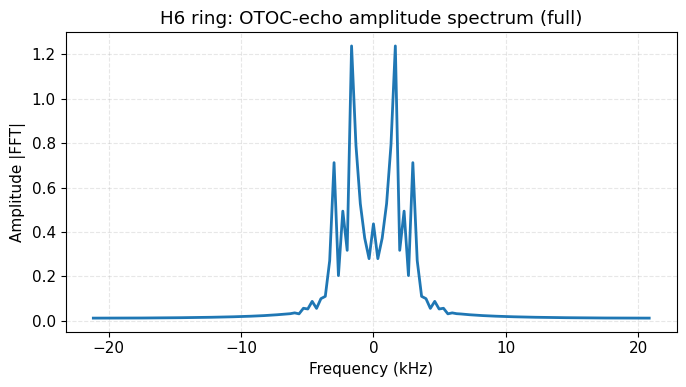 H6 ring: OTOC-echo amplitude spectrum (full)
Amplitude |FFT|
1.2
1.0
0.8
0.6
0.4
0.2
0.0
−20 −10 0 10 20
Frequency (kHz)